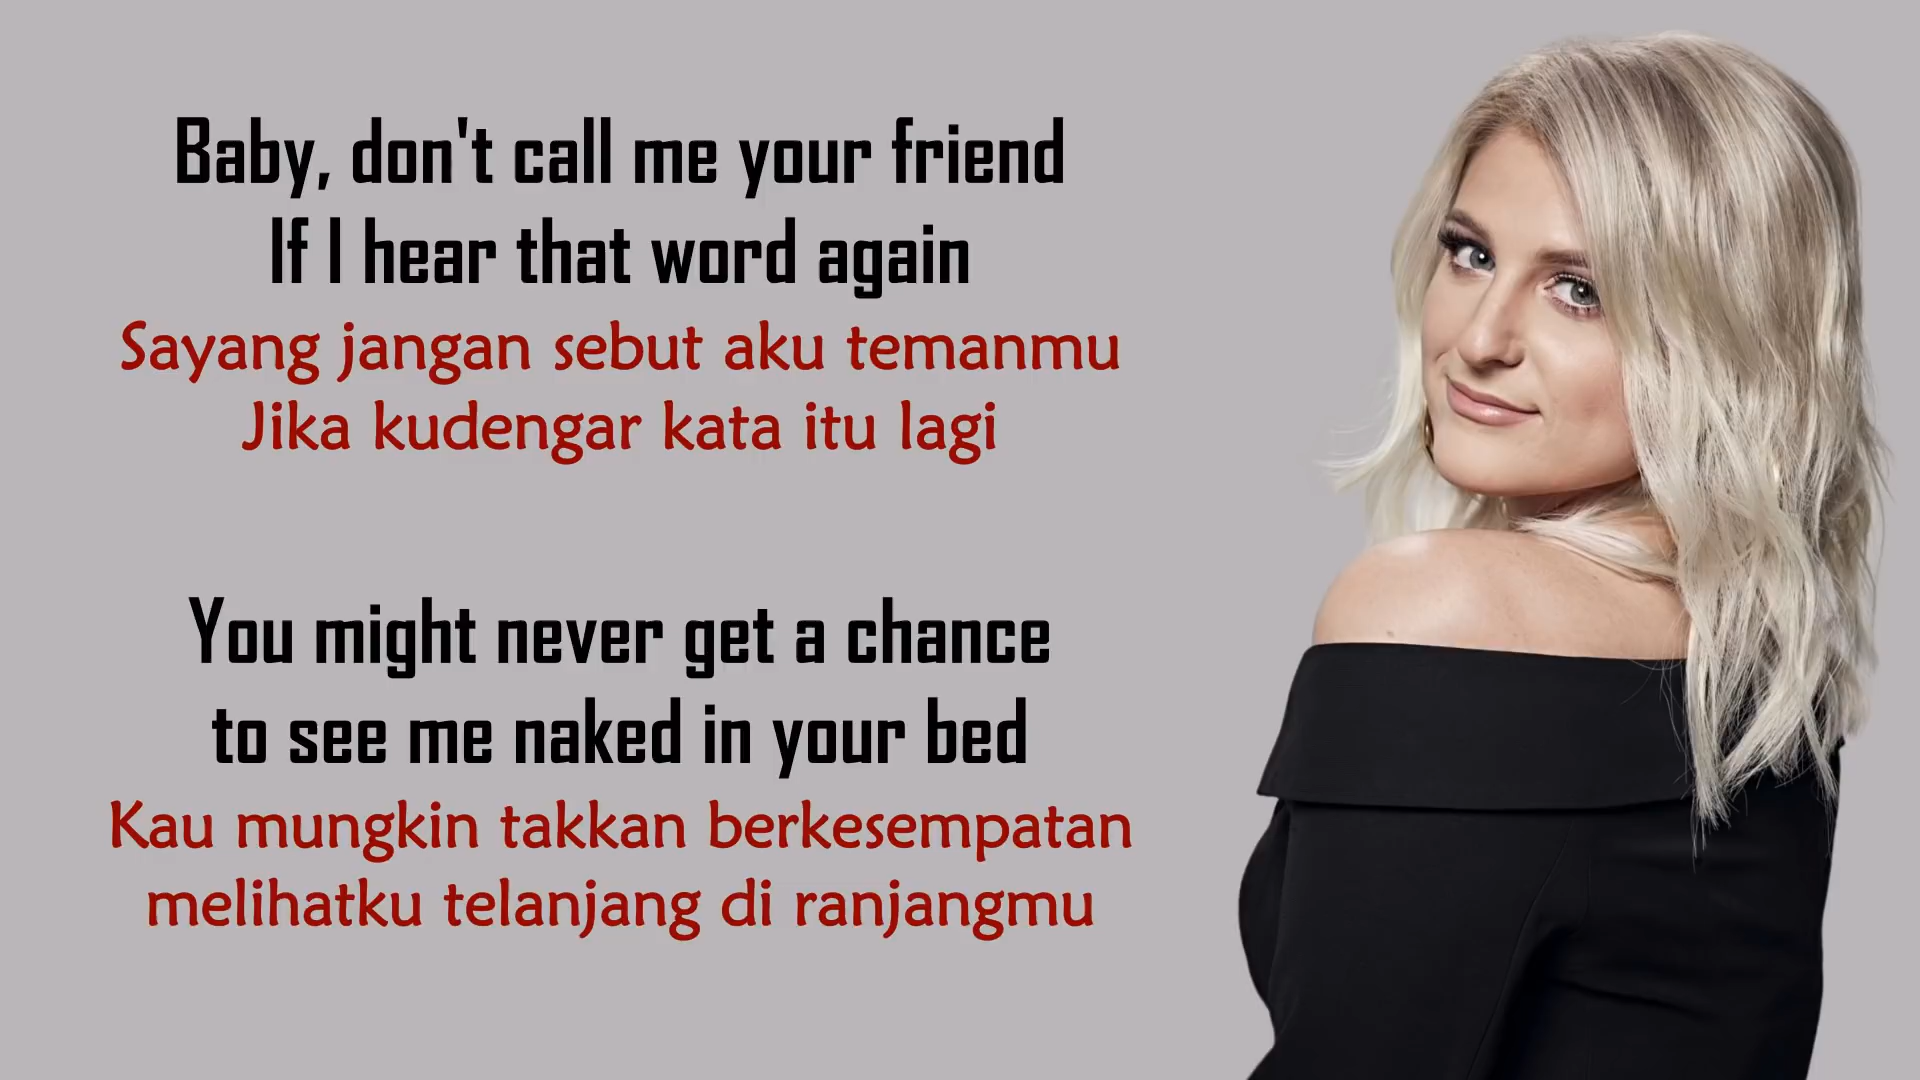 Baby, don't call me your friend
If I hear that word again
Sayang jangan sebut aku temanmu
Jika kudengar kata itu lagi
You might never get a chance
to see me naked in your bed
Kau mungkin takkan berkesempatan
melihatku telanjang di ranjangmu